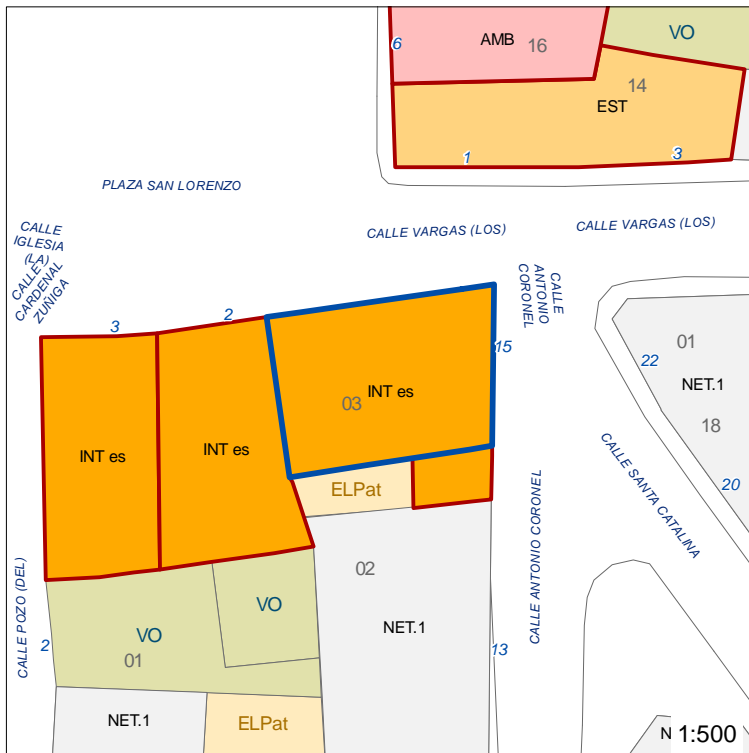 6
AMB
16
VO
14
EST
1
3
PLAZA SAN LORENZO
CALLE VARGAS (LOS)
CALLE VARGAS (LOS)
CALLE
IGLESIA
(LA)
CALLE
CARDENAL
ZUÑIGA
CALLE
ANTONIO
CORONEL
3
2
15
22
01
NET.1
18
20
INT es
03
INT es
INT es
ELPat
CALLE SANTA CATALINA
CALLE ANTONIO CORONEL
CALLE POZO (DEL)
02
VO
VO
NET.1
2
01
13
NET.1
ELPat
N
1:500